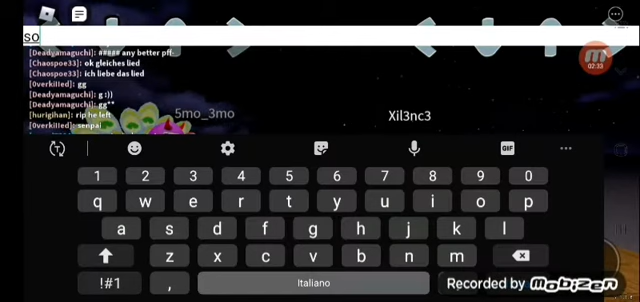 so
[Deadyamaguchi]: ##### any better pff-
[Chaospoe33]: ok gleiches lied
[Chaospoe33]: ich liebe das lied
[0verkiIIed]: gg
[Deadyamaguchi]: g :))
[Deadyamaguchi]: gg**
[hurigihan]: rip he left
[0verkiIIed]: senpai
02:33
5mo_3mo
Xil3nc3
GIF
1 2 3 4 5 6 7 8 9 0
q w e r t y u i o p
a s d f g h j k l
z x c v b n m
!#1 , Italiano
Recorded by Mobizen